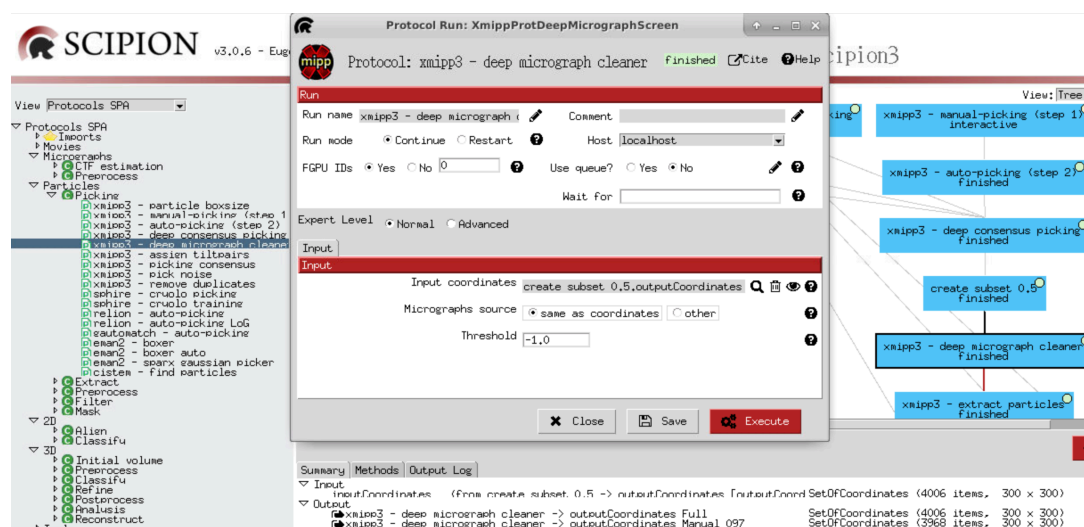 SCIPION v3.0.6 - Euge
cipion3
View Protocols SPA
Protocols SPA
Imports
Movies
Micrographs
CTF estimation
Preprocess
Particles
Picking
xmipp3 - particle boxsize
xmipp3 - manual-picking (step 1
xmipp3 - auto-picking (step 2)
xmipp3 - deep consensus picking
xmipp3 - deep micrograph cleane
xmipp3 - assign tiltpairs
xmipp3 - picking consensus
xmipp3 - pick noise
xmipp3 - remove duplicates
sphire - cryolo picking
sphire - cryolo training
relion - auto-picking
relion - auto-picking LoG
gautomatch - auto-picking
eman2 - boxer
eman2 - boxer auto
eman2 - sparx gaussian picker
cistem - find particles
Extract
Preprocess
Filter
Mask
2D
Align
Classify
3D
Initial volume
Preprocess
Classify
Refine
Postprocess
Analysis
Reconstruct
Protocol Run: XmippProtDeepMicrographScreen
mipp
Protocol: xmipp3 - deep micrograph cleaner finished Cite Help
Run
Run name xmipp3 - deep micrograph ( Comment
Run mode Continue Restart Host localhost
FGPU IDs Yes No 0 Use queue? Yes No
Wait for
Expert Level Normal Advanced
Input
Input
Input coordinates create subset 0.5.outputCoordinates
Micrographs source same as coordinates other
Threshold -1.0
Close Save Execute
View: Tree
king
xmipp3 - manual-picking (step 1)
interactive
xmipp3 - auto-picking (step 2)
finished
xmipp3 - deep consensus picking
finished
create subset 0.5
finished
xmipp3 - deep micrograph cleaner
finished
xmipp3 - extract particles
finished
Summary Methods Output Log
Input
inputCoordinates (from create subset 0.5 -> outputCoordinates [outputCoord SetOfCoordinates (4006 items, 300 x 300)
Output
xmipp3 - deep micrograph cleaner -> outputCoordinates_Full SetOfCoordinates (4006 items, 300 x 300)
xmipp3 - deep micrograph cleaner -> outputCoordinates_Manual_097 SetOfCoordinates (3968 items, 300 x 300)